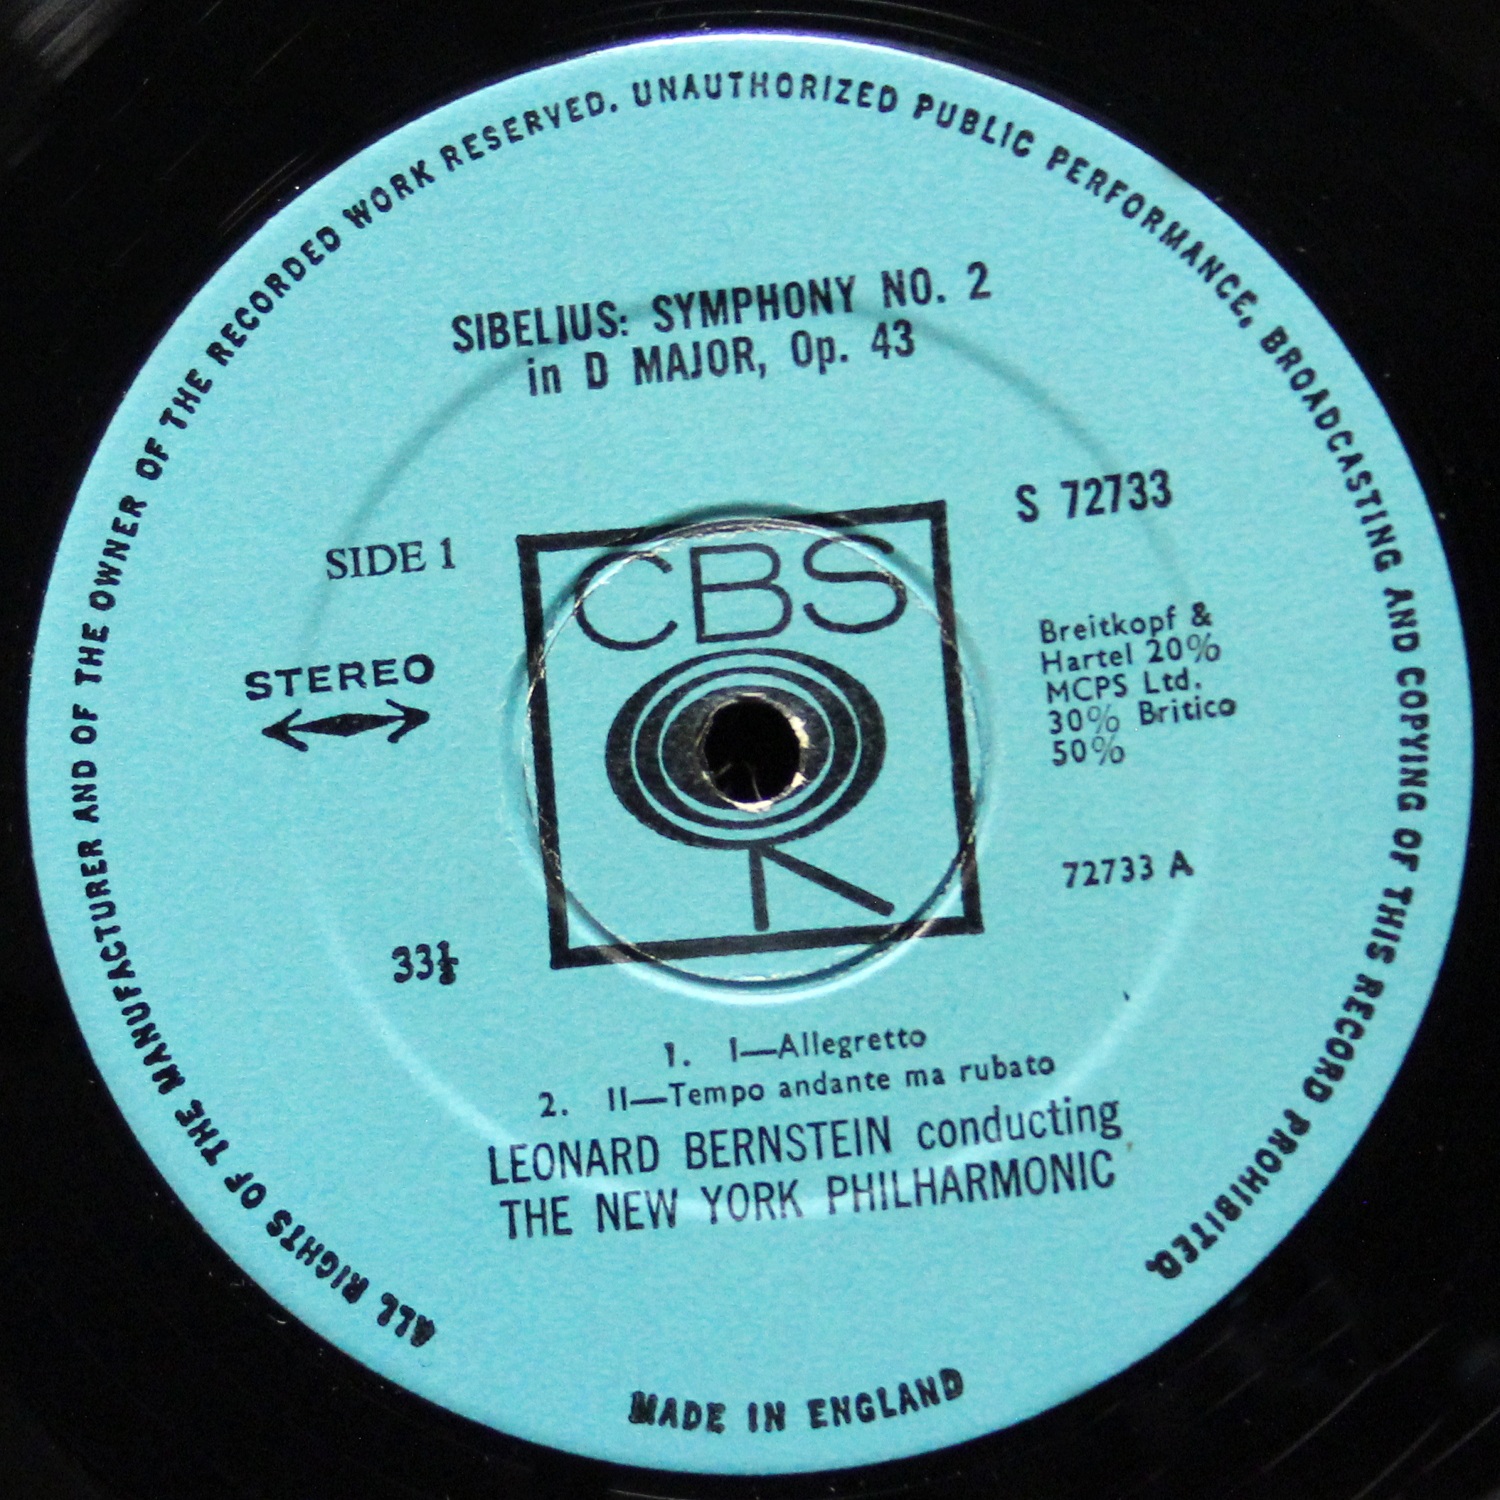 ALL RIGHTS OF THE MANUFACTURER AND OF THE OWNER OF THE RECORDED WORK RESERVED. UNAUTHORIZED PUBLIC PERFORMANCE, BROADCASTING AND COPYING OF THIS RECORD PROHIBITED.
SIBELIUS: SYMPHONY NO. 2
in D MAJOR, Op. 43
S 72733
SIDE 1
CBS
STEREO
Breitkopf &
Hartel 20%
MCPS Ltd.
30% Britico
50%
72733 A
33⅓
1. I—Allegretto
2. II—Tempo andante ma rubato
LEONARD BERNSTEIN conducting
THE NEW YORK PHILHARMONIC
MADE IN ENGLAND